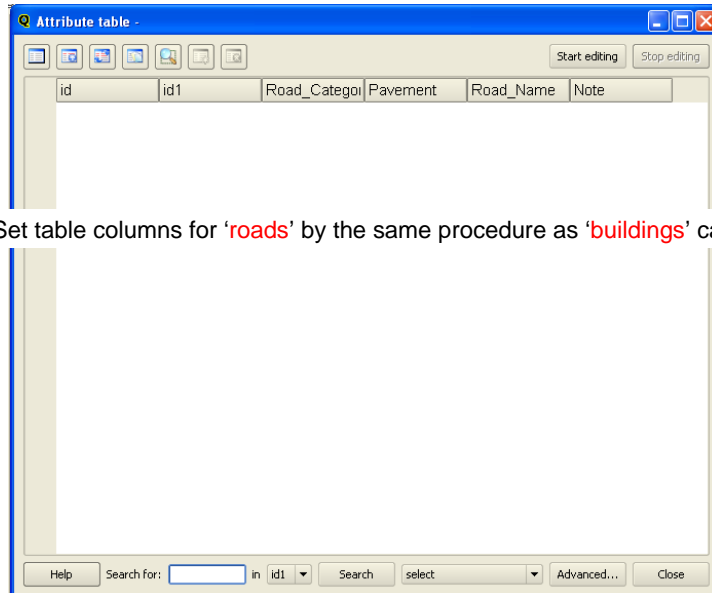 Attribute table -
Start editing Stop editing
id id1 Road_Categor Pavement Road_Name Note
Set table columns for ‘roads’ by the same procedure as ‘buildings’ ca
Help Search for: in id1 Search select Advanced... Close